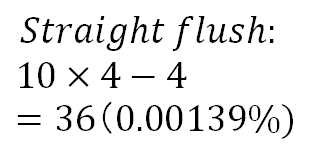 Straight flush:
10 × 4 − 4
= 36(0.00139%)